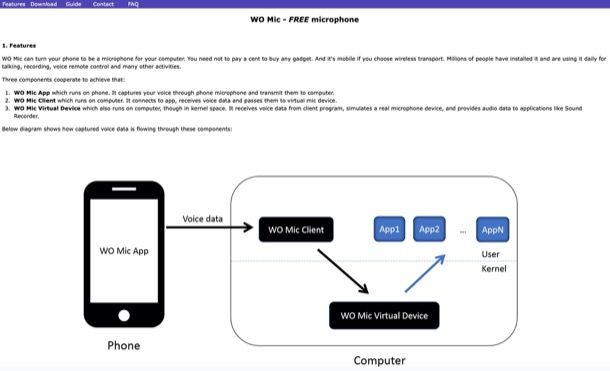 Features Download Guide Contact FAQ
WO Mic - FREE microphone
1. Features
WO Mic can turn your phone to be a microphone for your computer. You need not to pay a cent to buy any gadget. And it's mobile if you choose wireless transport. Millions of people have installed it and are using it daily for
talking, recording, voice remote control and many other activities.
Three components cooperate to achieve that:
1. WO Mic App which runs on phone. It captures your voice through phone microphone and transmit them to computer.
2. WO Mic Client which runs on computer. It connects to app, receives voice data and passes them to virtual mic device.
3. WO Mic Virtual Device which also runs on computer, though in kernel space. It receives voice data from client program, simulates a real microphone device, and provides audio data to applications like Sound
Recorder.
Below diagram shows how captured voice data is flowing through these components:
Voice data
WO Mic Client
App1
App2
...
AppN
WO Mic App
User
Kernel
WO Mic Virtual Device
Phone
Computer